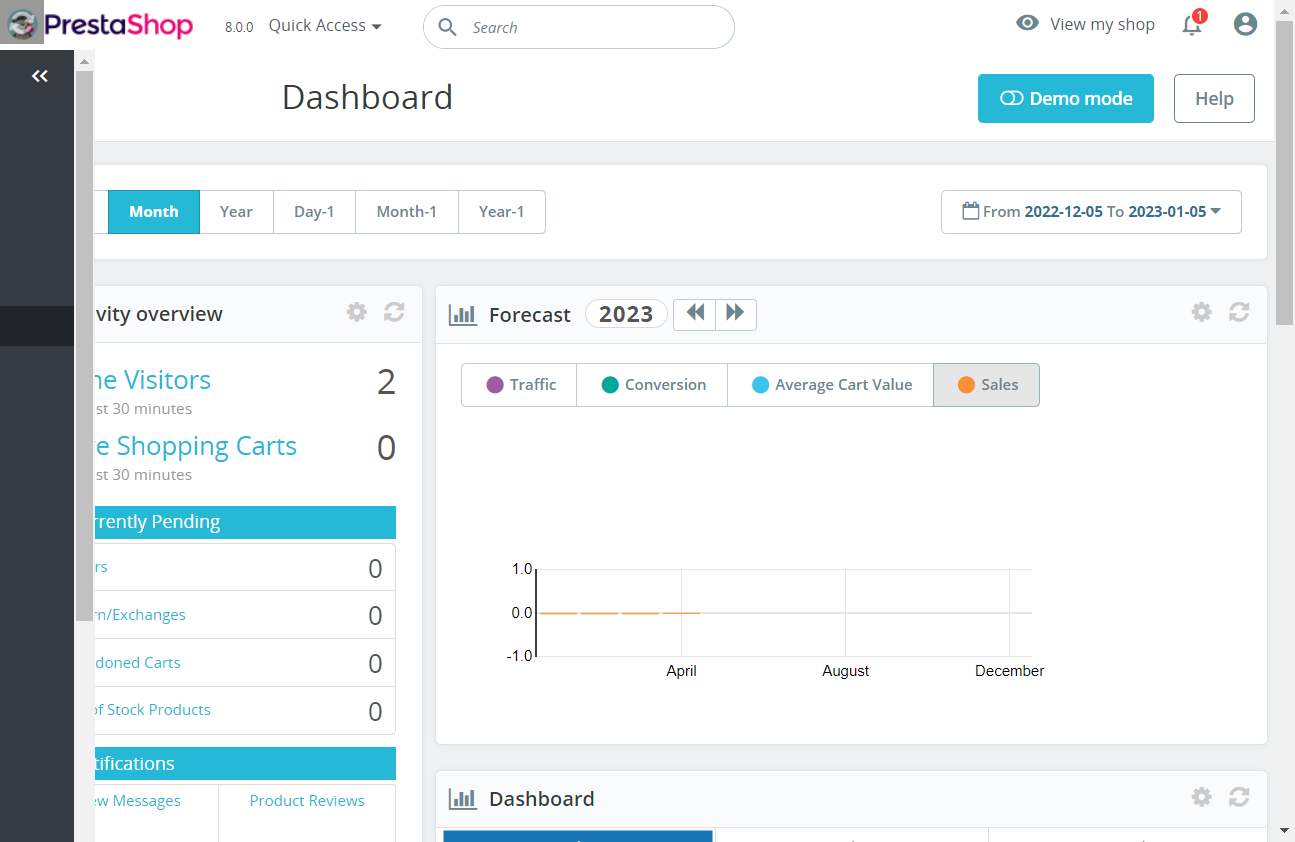 PrestaShop
8.0.0
Quick Access
Search
View my shop
1
Dashboard
Demo mode
Help
Month
Year
Day-1
Month-1
Year-1
From 2022-12-05 To 2023-01-05
vity overview
ne Visitors
2
st 30 minutes
e Shopping Carts
0
st 30 minutes
rrently Pending
rs
0
rn/Exchanges
0
doned Carts
0
of Stock Products
0
tifications
ew Messages
Product Reviews
Forecast
2023
Traffic
Conversion
Average Cart Value
Sales
1.0
0.0
-1.0
April
August
December
Dashboard